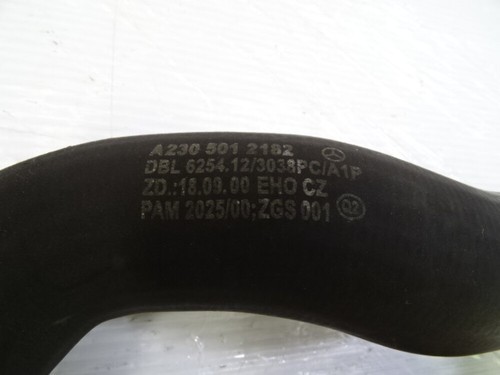 A230 501 2182
DBL 6254.12/3038PC/A1P
ZD.:18.09.00 EHO CZ
PAM 2025/00;ZGS 001 Q2